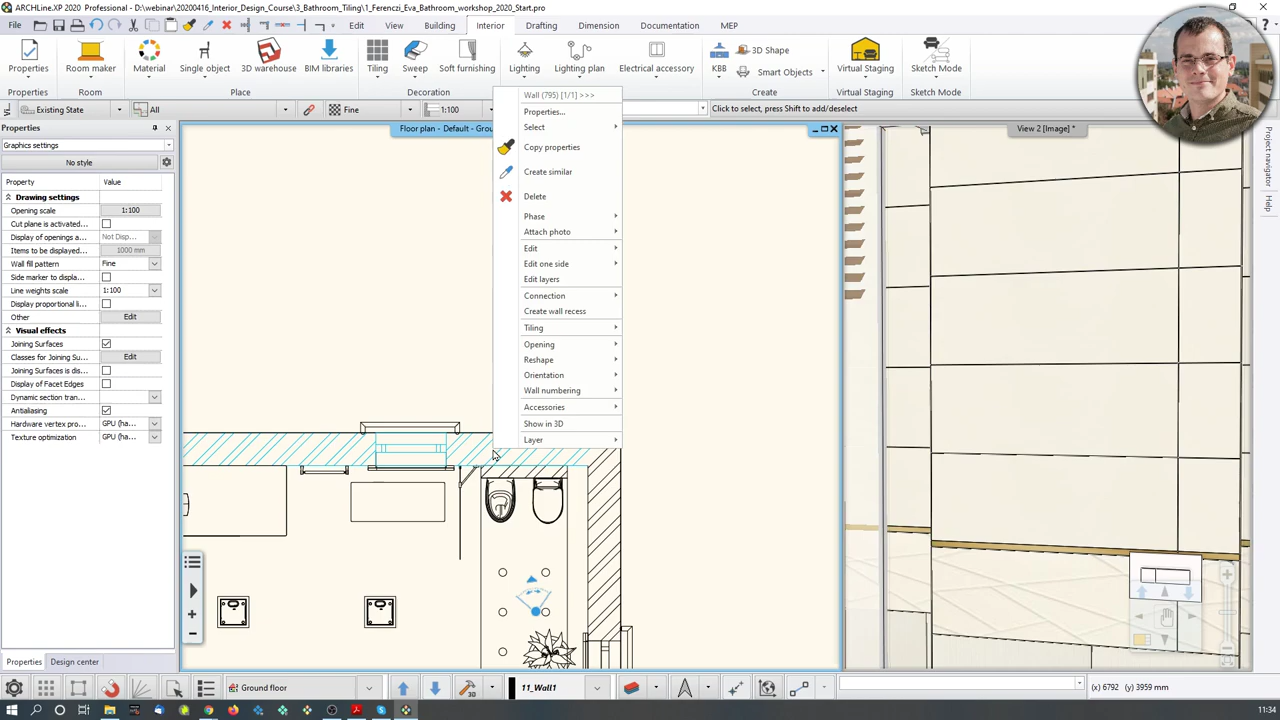 ARCHLine.XP 2020 Professional - D:\webinar\20200416_Interior_Design_Course\3_Bathroom_Tiling\1_Ferenczi_Eva_Bathroom_workshop_2020_Start.pro
File
Edit View Building Interior Drafting Dimension Documentation MEP
Properties Room maker Material Single object 3D warehouse BIM libraries Tiling Sweep Soft furnishing Lighting Lighting plan Electrical accessory KBB 3D Shape Smart Objects Virtual Staging Sketch Mode
Properties Room Place Create Virtual Staging Sketch Mode
Existing State All Fine 1:100 Click to select, press Shift to add/deselect
Properties
Graphics settings
No style
Property Value
Drawing settings
Opening scale 1:100
Cut plane is activated...
Display of openings a... Not Disp...
Items to be displayed... 1000 mm
Wall fill pattern Fine
Side marker to displa...
Line weights scale 1:100
Display proportional li...
Other Edit
Visual effects
Joining Surfaces
Classes for Joining Su... Edit
Joining Surfaces is dis...
Display of Facet Edges
Dynamic section tran...
Antialiasing
Hardware vertex pro... GPU (ha...
Texture optimization GPU (ha...
Properties Design center
Floor plan - Default - Grou
Wall (795) [1/1] >>>
Properties...
Select
Copy properties
Create similar
Delete
Phase
Attach photo
Edit
Edit one side
Edit layers
Connection
Create wall recess
Tiling
Opening
Reshape
Orientation
Wall numbering
Accessories
Show in 3D
Layer
View 2 [Image] *
Project navigator
Help
Ground floor
3D
11_Wall1
(x) 6792 (y) 3959 mm
11:34